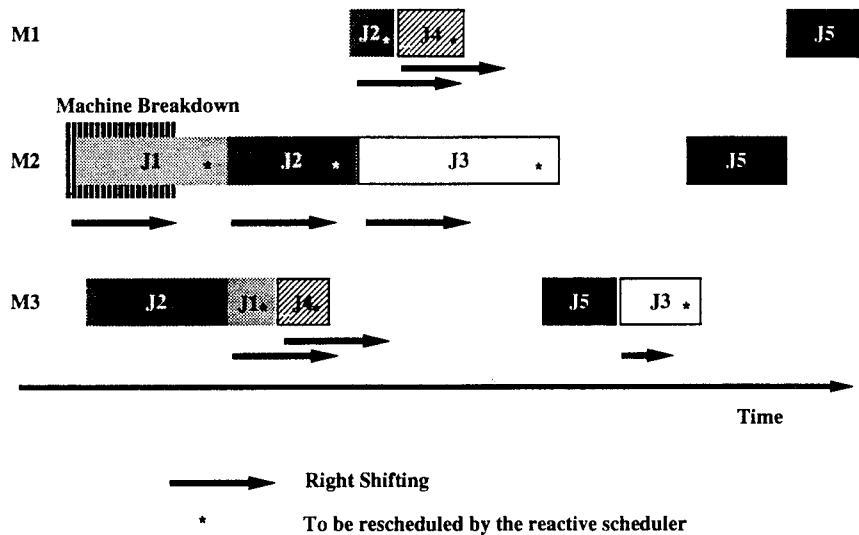 M1 J2* J4* J5
Machine Breakdown
M2 J1 * J2 * J3 * J5
M3 J2 J1* J4* J5 J3 *
Time
Right Shifting
* To be rescheduled by the reactive scheduler